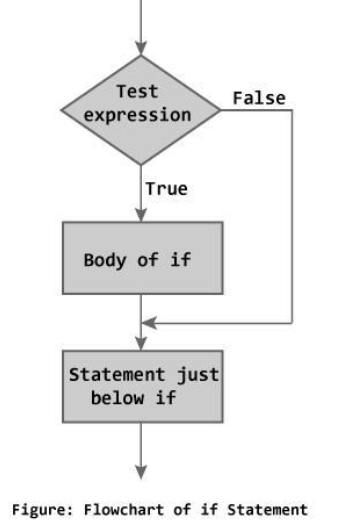 Test
expression
False
True
Body of if
Statement just
below if
Figure: Flowchart of if Statement